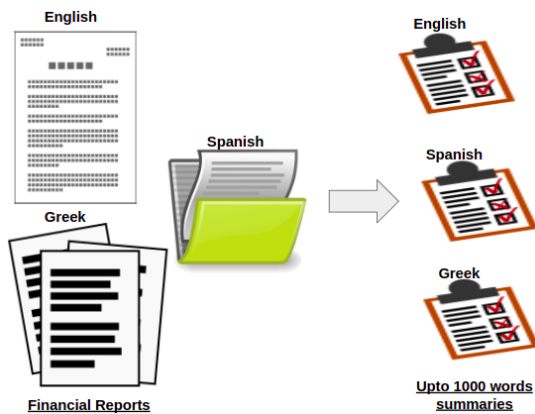 English
Spanish
Greek
Financial Reports
English
Spanish
Greek
Upto 1000 words
summaries